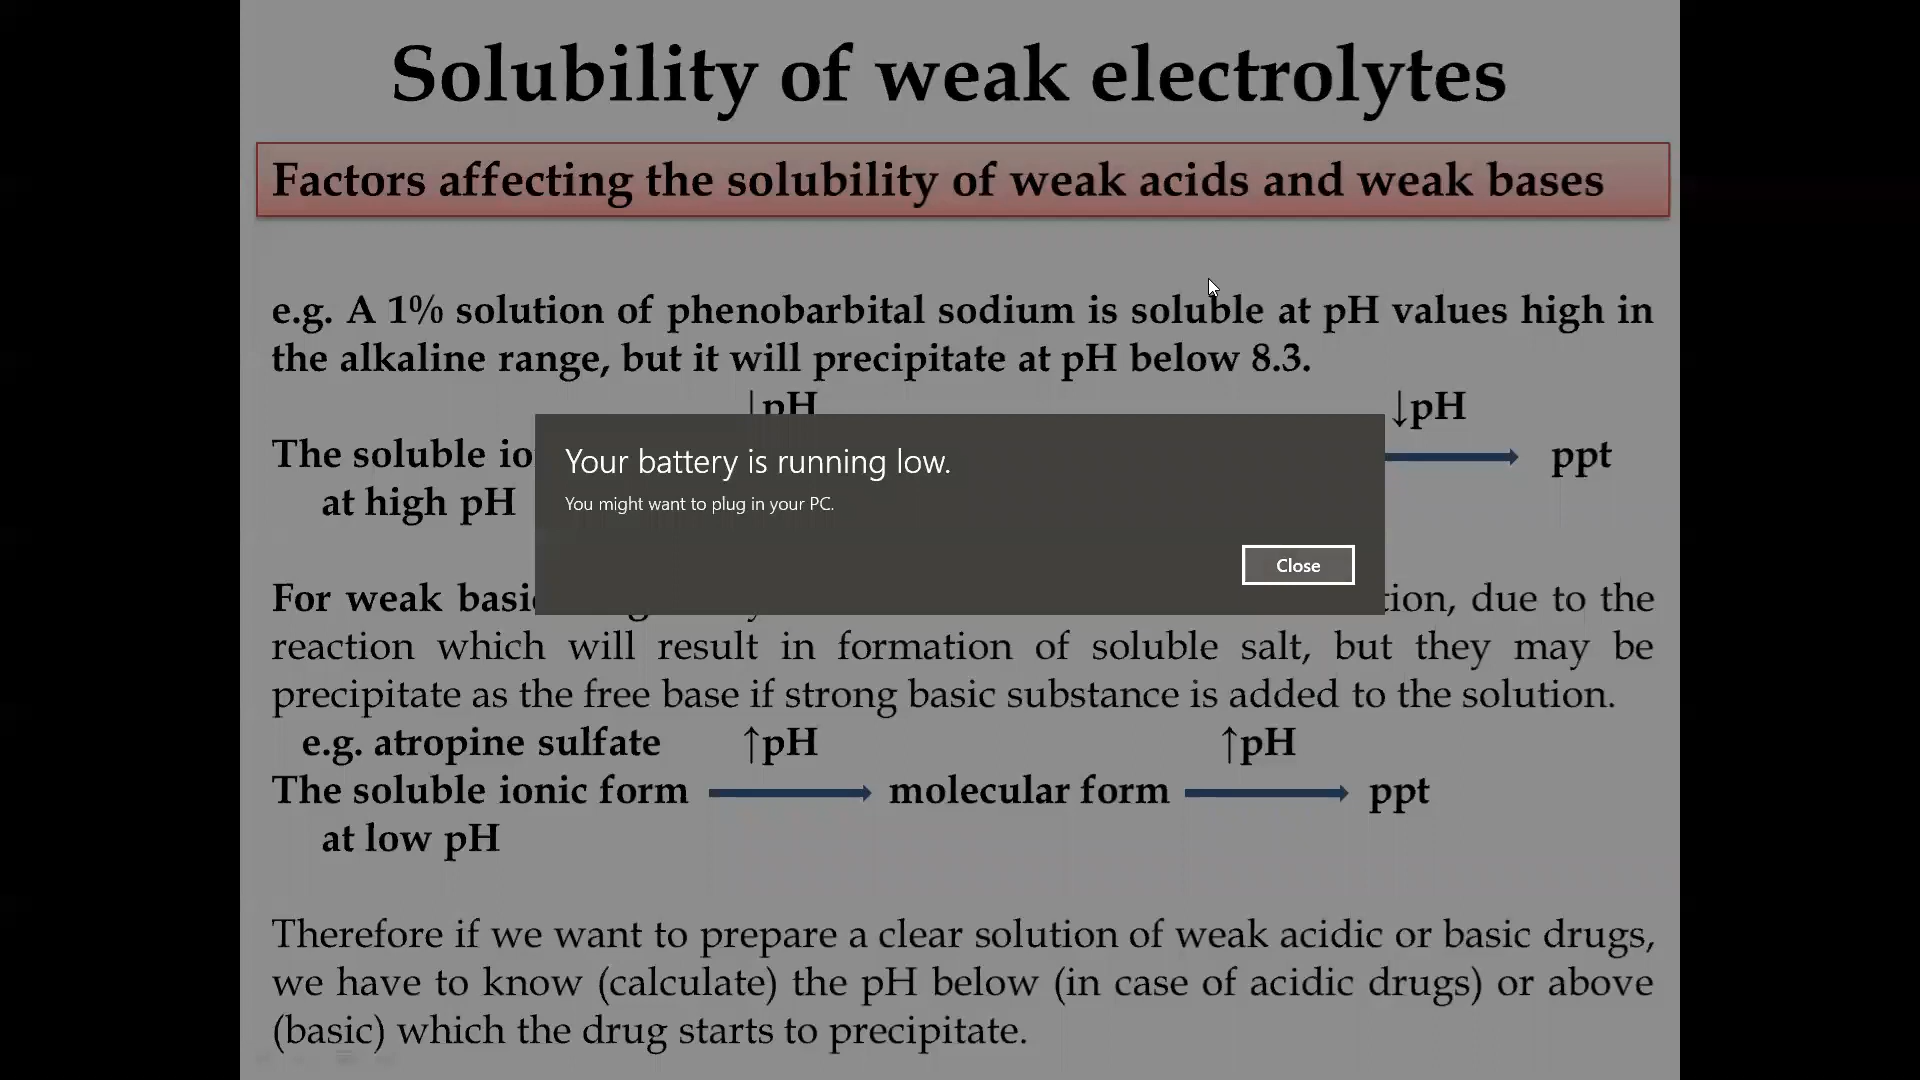 Solubility of weak electrolytes
Factors affecting the solubility of weak acids and weak bases
e.g. A 1% solution of phenobarbital sodium is soluble at pH values high in
the alkaline range, but it will precipitate at pH below 8.3.
↓pH ↓pH
The soluble ppt
at high pH
Your battery is running low.
You might want to plug in your PC.
Close
For weak due to the
reaction which will result in formation of soluble salt, but they may be
precipitate as the free base if strong basic substance is added to the solution.
e.g. atropine sulfate ↑pH ↑pH
The soluble ionic form molecular form ppt
at low pH
Therefore if we want to prepare a clear solution of weak acidic or basic drugs,
we have to know (calculate) the pH below (in case of acidic drugs) or above
(basic) which the drug starts to precipitate.